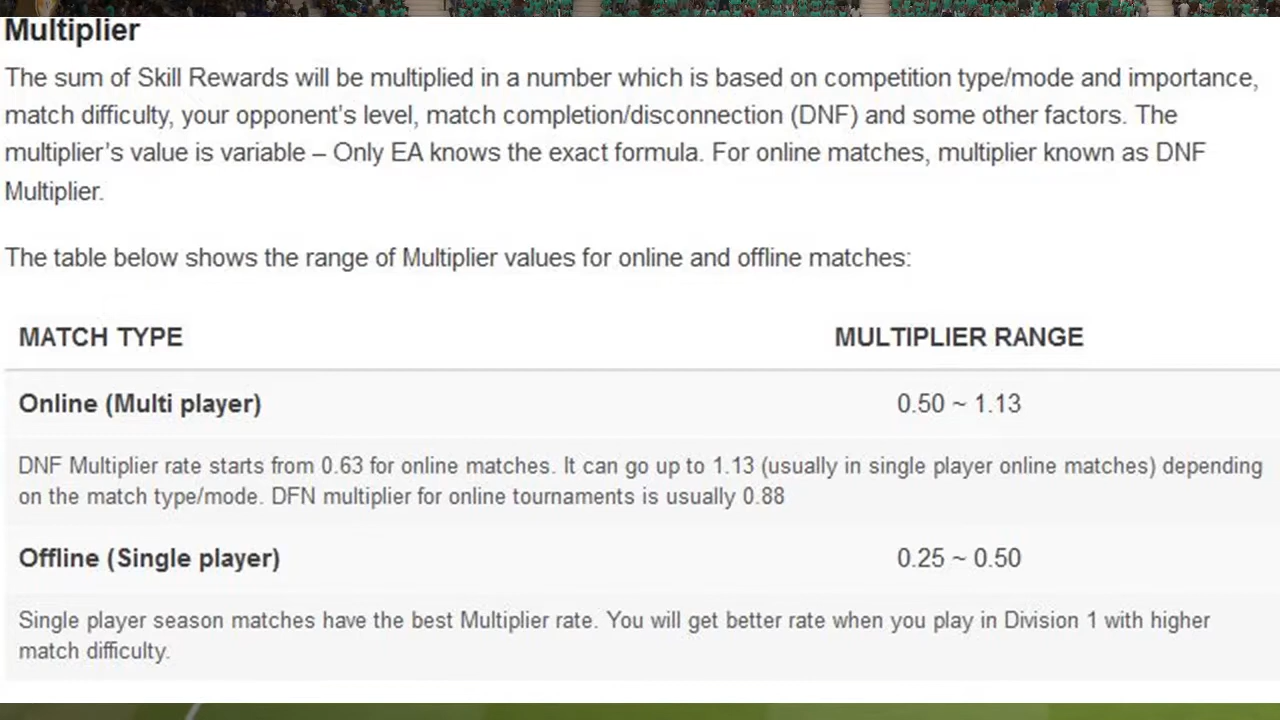 Multiplier
The sum of Skill Rewards will be multiplied in a number which is based on competition type/mode and importance,
match difficulty, your opponent's level, match completion/disconnection (DNF) and some other factors. The
multiplier's value is variable – Only EA knows the exact formula. For online matches, multiplier known as DNF
Multiplier.
The table below shows the range of Multiplier values for online and offline matches:
MATCH TYPE MULTIPLIER RANGE
Online (Multi player) 0.50 ~ 1.13
DNF Multiplier rate starts from 0.63 for online matches. It can go up to 1.13 (usually in single player online matches) depending
on the match type/mode. DFN multiplier for online tournaments is usually 0.88
Offline (Single player) 0.25 ~ 0.50
Single player season matches have the best Multiplier rate. You will get better rate when you play in Division 1 with higher
match difficulty.